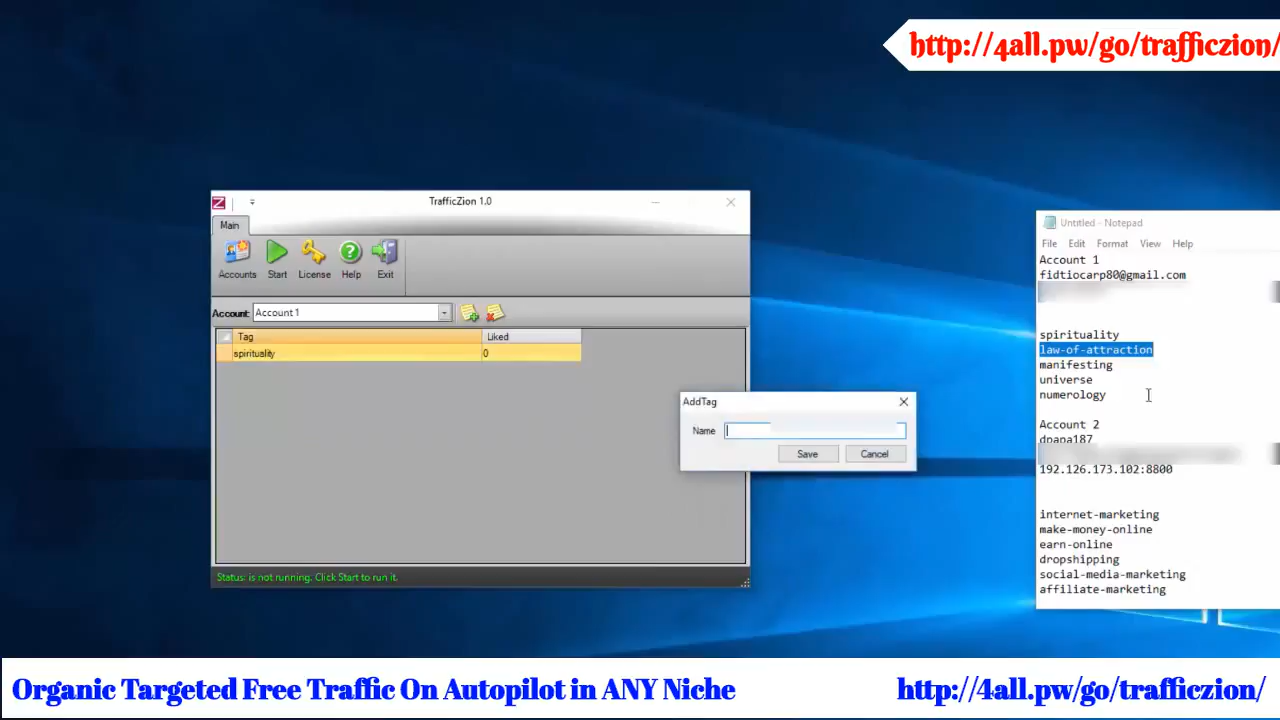 http://4all.pw/go/trafficzion/
TrafficZion 1.0
Main
Accounts
Start
License
Help
Exit
Account: Account 1
Tag Liked
spirituality 0
Status: is not running. Click Start to run it.
AddTag
Name
Save Cancel
Untitled - Notepad
File Edit Format View Help
Account 1
fidtiocarp80@gmail.com
spirituality
law-of-attraction
manifesting
universe
numerology
Account 2
dpapa187
192.126.173.102:8800
internet-marketing
make-money-online
earn-online
dropshipping
social-media-marketing
affiliate-marketing
Organic Targeted Free Traffic On Autopilot in ANY Niche
http://4all.pw/go/trafficzion/